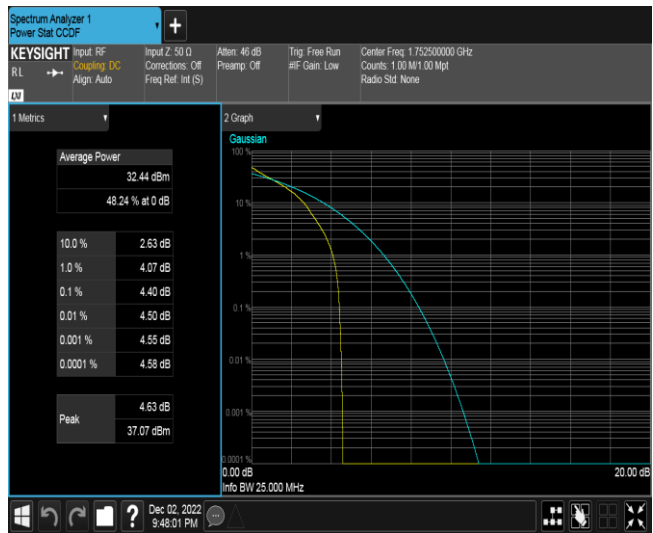 Spectrum Analyzer 1
Power Stat CCDF
+
KEYSIGHT
RL
LXI
Input: RF
Coupling: DC
Align: Auto
Input Z: 50 Ω
Corrections: Off
Freq Ref: Int (S)
Atten: 46 dB
Preamp: Off
Trig: Free Run
#IF Gain: Low
Center Freq: 1.752500000 GHz
Counts: 1.00 M/1.00 Mpt
Radio Std: None
1 Metrics
Average Power
32.44 dBm
48.24 % at 0 dB
10.0 % 2.63 dB
1.0 % 4.07 dB
0.1 % 4.40 dB
0.01 % 4.50 dB
0.001 % 4.55 dB
0.0001 % 4.58 dB
Peak
4.63 dB
37.07 dBm
2 Graph
Gaussian
100 %
10 %
1 %
0.1 %
0.01 %
0.001 %
0.0001 %
0.00 dB 20.00 dB
Info BW 25.000 MHz
?
Dec 02, 2022
9:48:01 PM